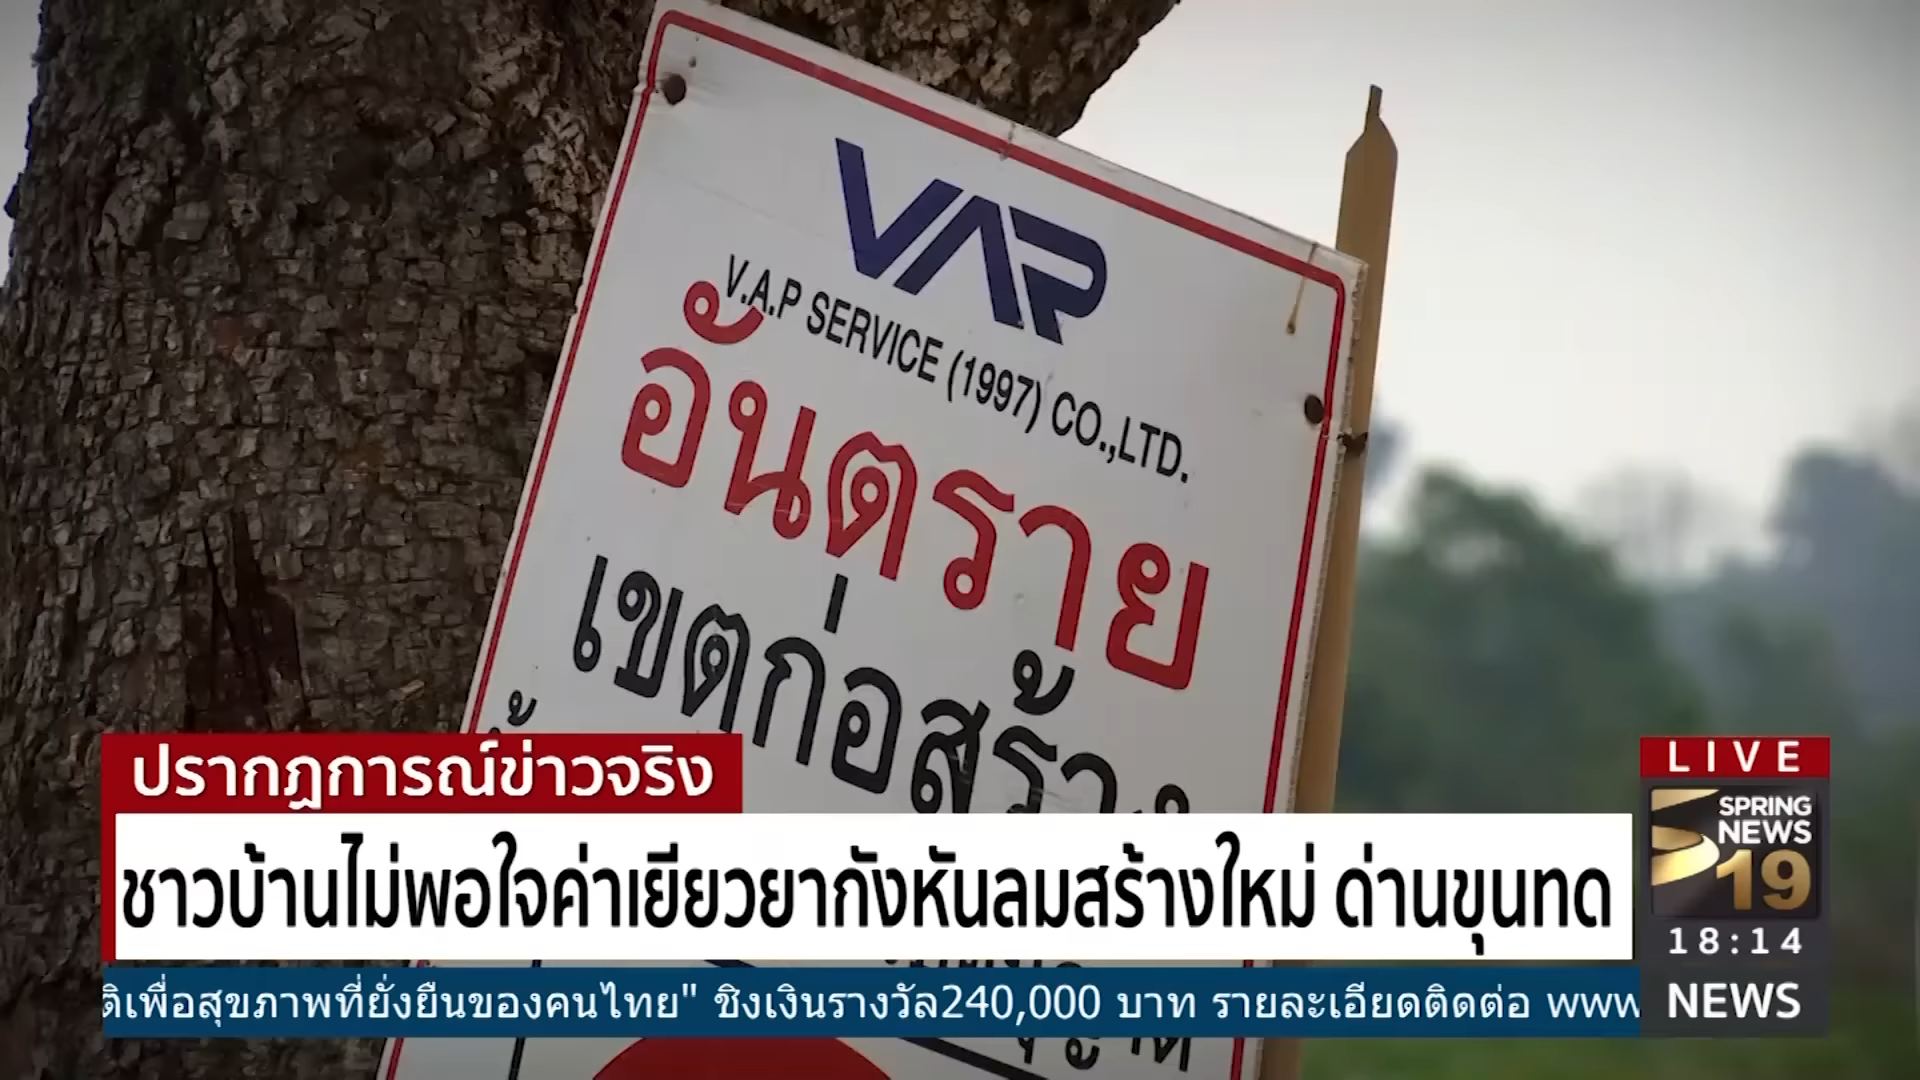 VAP
V.A.P SERVICE (1997) CO.,LTD.
อันตราย
เขตก่อสร้าง
ปรากฏการณ์ข่าวจริง
LIVE
SPRING
NEWS
19
ชาวบ้านไม่พอใจค่าเยียวยากังหันลมสร้างใหม่ ด่านขุนทด
18:14
ติเพื่อสุขภาพที่ยั่งยืนของคนไทย" ชิงเงินรางวัล240,000 บาท รายละเอียดติดต่อ www
NEWS